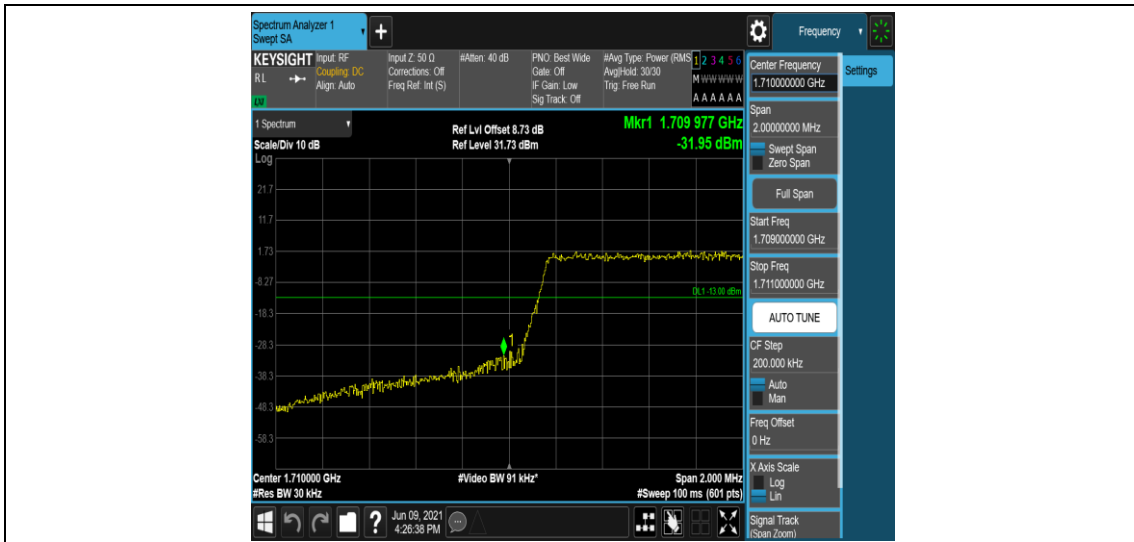 Spectrum Analyzer 1
Swept SA
+
Frequency
KEYSIGHT
RL
LXI
Input: RF
Coupling: DC
Align: Auto
Input Z: 50 Ω
Corrections: Off
Freq Ref: Int (S)
#Atten: 40 dB
PNO: Best Wide
Gate: Off
IF Gain: Low
Sig Track: Off
#Avg Type: Power (RMS
Avg|Hold: 30/30
Trig: Free Run
1 2 3 4 5 6
M W W W W W
A A A A A A
Center Frequency
1.710000000 GHz
Settings
Span
2.00000000 MHz
Swept Span
Zero Span
Full Span
Start Freq
1.709000000 GHz
Stop Freq
1.711000000 GHz
AUTO TUNE
CF Step
200.000 kHz
Auto
Man
Freq Offset
0 Hz
X Axis Scale
Log
Lin
Signal Track
(Span Zoom)
1 Spectrum
Scale/Div 10 dB
Log
Ref Lvl Offset 8.73 dB
Ref Level 31.73 dBm
Mkr1 1.709 977 GHz
-31.95 dBm
21.7
11.7
1.73
-8.27
DL1 -13.00 dBm
-18.3
-28.3
1
-38.3
-48.3
-58.3
Center 1.710000 GHz
#Res BW 30 kHz
#Video BW 91 kHz*
Span 2.000 MHz
#Sweep 100 ms (601 pts)
?
Jun 09, 2021
4:26:38 PM